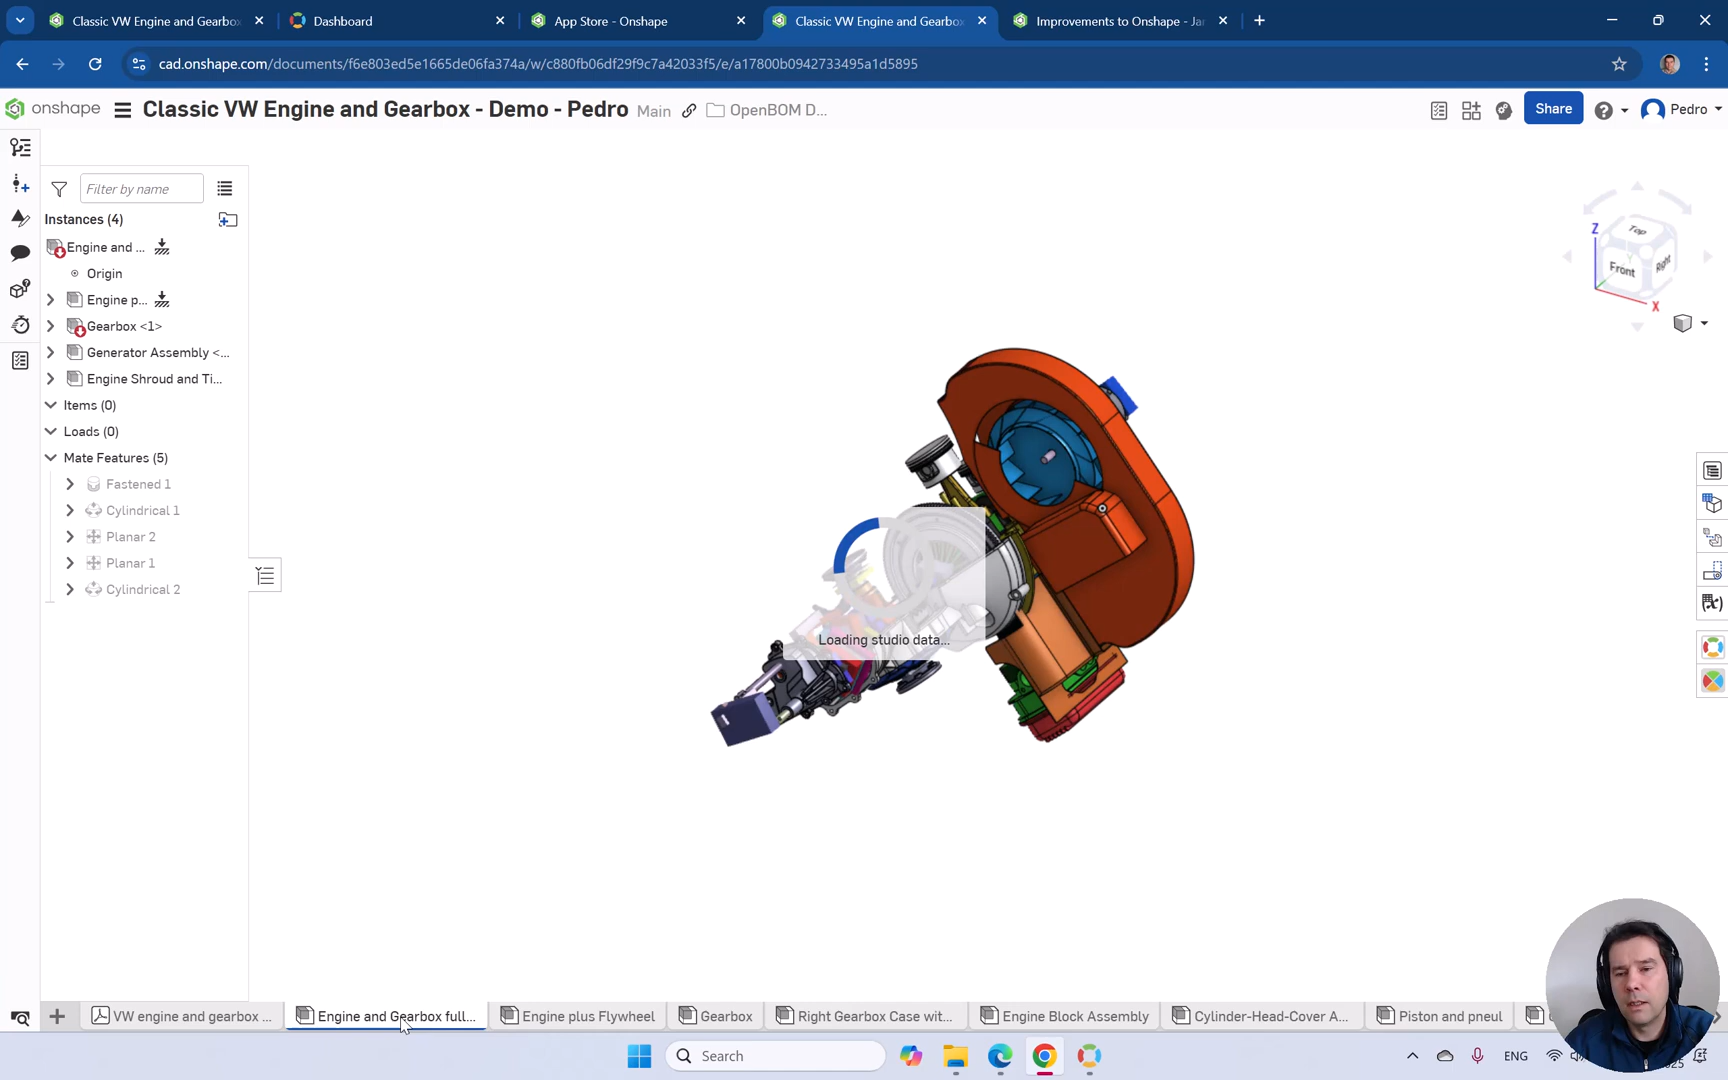 Classic VW Engine and Gearbox
Dashboard
App Store - Onshape
Classic VW Engine and Gearbox
Improvements to Onshape - Ja
cad.onshape.com/documents/f6e803ed5e1665de06fa374a/w/c880fb06df29f9c7a42033f5/e/a17800b0942733495a1d5895
onshape
Classic VW Engine and Gearbox - Demo - Pedro
Main
OpenBOM D...
Share
Pedro
Filter by name
Instances (4)
Engine and ...
Origin
Engine p...
Gearbox <1>
Generator Assembly <...
Engine Shroud and Ti...
Items (0)
Loads (0)
Mate Features (5)
Fastened 1
Cylindrical 1
Planar 2
Planar 1
Cylindrical 2
Loading studio data...
Top
Front
Right
Z
X
VW engine and gearbox ...
Engine and Gearbox full...
Engine plus Flywheel
Gearbox
Right Gearbox Case wit...
Engine Block Assembly
Cylinder-Head-Cover A...
Piston and pneul
Search
ENG